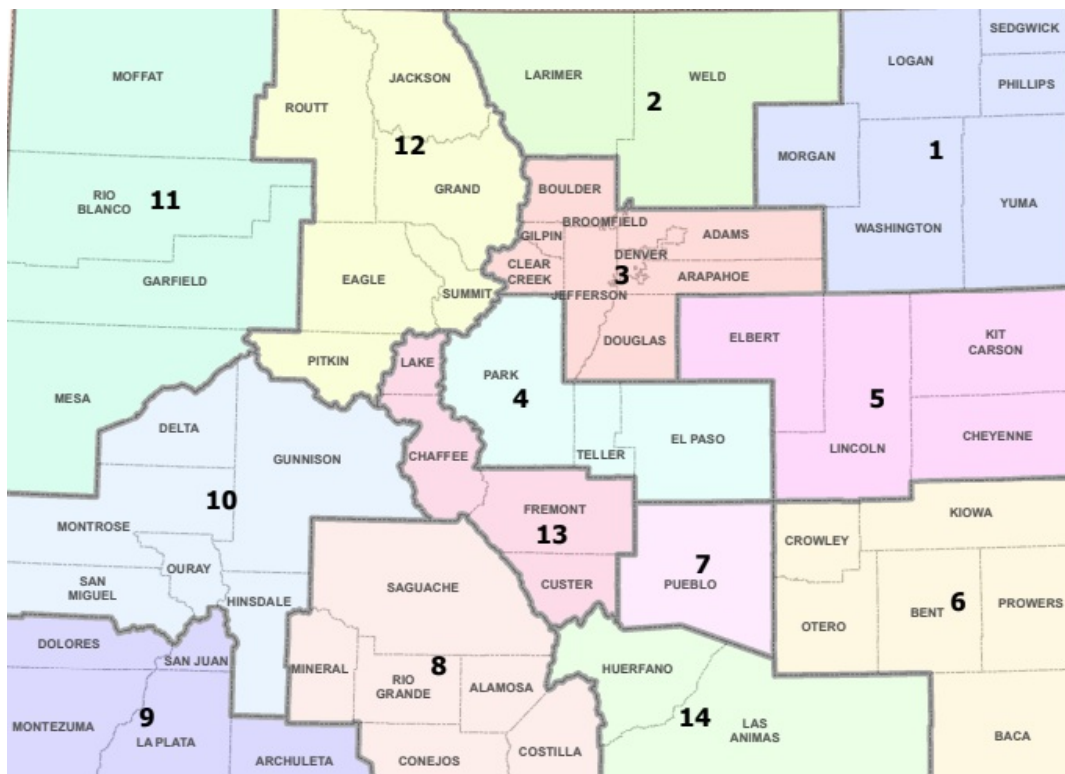 SEDGWICK
LOGAN
MOFFAT
JACKSON
LARIMER
WELD
PHILLIPS
ROUTT
2
12
MORGAN
1
RIO
BLANCO
11
GRAND
BOULDER
YUMA
BROOMFIELD
WASHINGTON
GILPIN
ADAMS
DENVER
CLEAR
CREEK
3
ARAPAHOE
GARFIELD
EAGLE
SUMMIT
JEFFERSON
DOUGLAS
ELBERT
KIT
CARSON
PITKIN
LAKE
PARK
4
5
MESA
DELTA
GUNNISON
CHAFFEE
TELLER
EL PASO
LINCOLN
CHEYENNE
10
MONTROSE
FREMONT
KIOWA
13
CROWLEY
OURAY
SAN
MIGUEL
7
PUEBLO
HINSDALE
SAGUACHE
CUSTER
BENT
6
PROWERS
OTERO
DOLORES
SAN JUAN
MINERAL
RIO
GRANDE
8
ALAMOSA
HUERFANO
MONTEZUMA
9
LA PLATA
14
LAS
ANIMAS
BACA
ARCHULETA
CONEJOS
COSTILLA